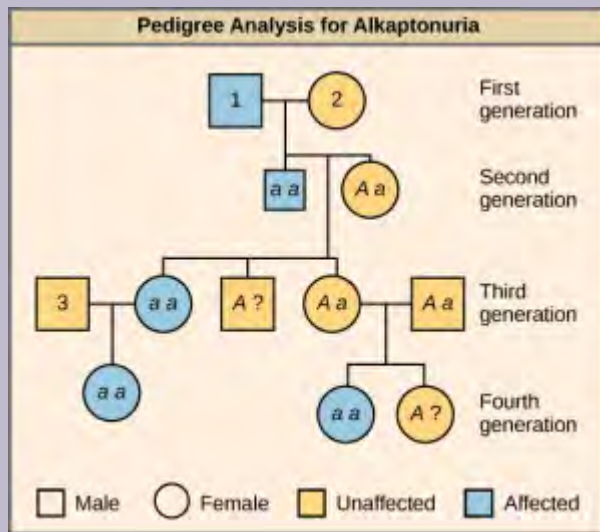 Pedigree Analysis for Alkaptonuria
1 2 First
generation
a a A a Second
generation
3 a a A ? A a A a Third
generation
a a a a A ? Fourth
generation
Male Female Unaffected Affected